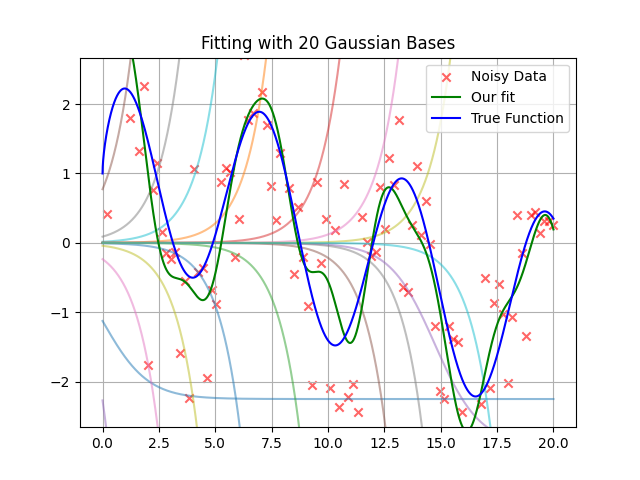 Fitting with 20 Gaussian Bases
Noisy Data
Our fit
True Function
2
1
0
−1
−2
0.0 2.5 5.0 7.5 10.0 12.5 15.0 17.5 20.0